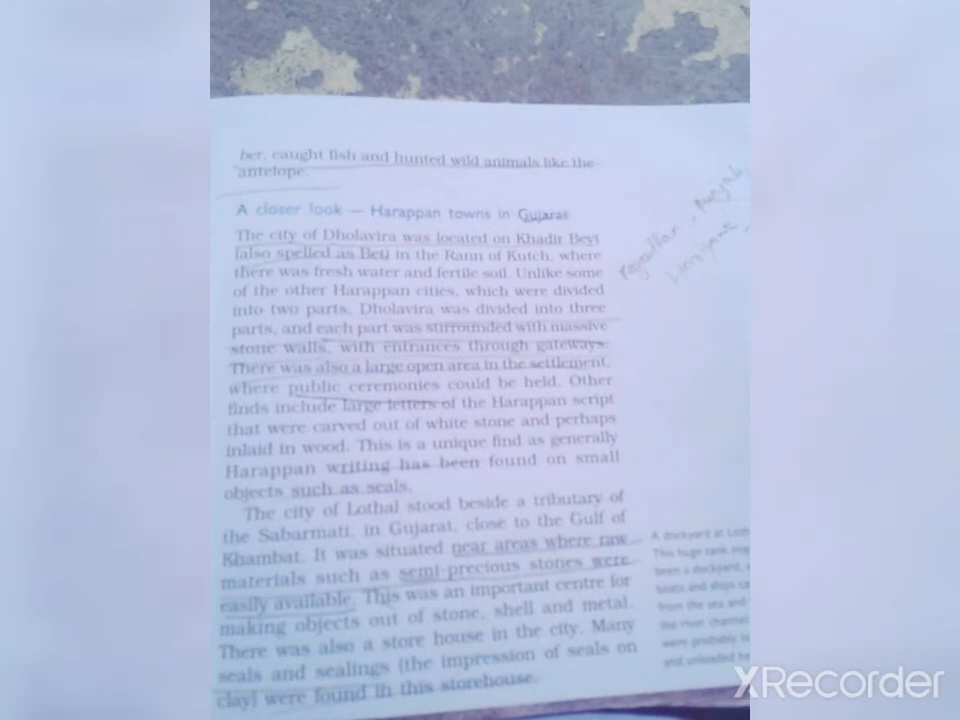 ber, caught fish and hunted wild animals like the
antelope.
A closer look — Harappan towns in Gujarat
The city of Dholavira was located on Khadir Beyt
(also spelled as Bet) in the Rann of Kutch, where
there was fresh water and fertile soil. Unlike some
of the other Harappan cities, which were divided
into two parts, Dholavira was divided into three
parts, and each part was surrounded with massive
stone walls, with entrances through gateways.
There was also a large open area in the settlement,
where public ceremonies could be held. Other
finds include large letters of the Harappan script
that were carved out of white stone and perhaps
inlaid in wood. This is a unique find as generally
Harappan writing has been found on small
objects such as seals.
The city of Lothal stood beside a tributary of
the Sabarmati, in Gujarat, close to the Gulf of
Khambat. It was situated near areas where raw
materials such as semi-precious stones were
easily available. This was an important centre for
making objects out of stone, shell and metal.
There was also a store house in the city. Many
seals and sealings (the impression of seals on
clay) were found in this storehouse.
Punjab
A dockyard at Loth
This huge tank may
been a dockyard,
boats and ships ca
from the sea and
the river channel.
were probably lo
and unloaded he
XRecorder